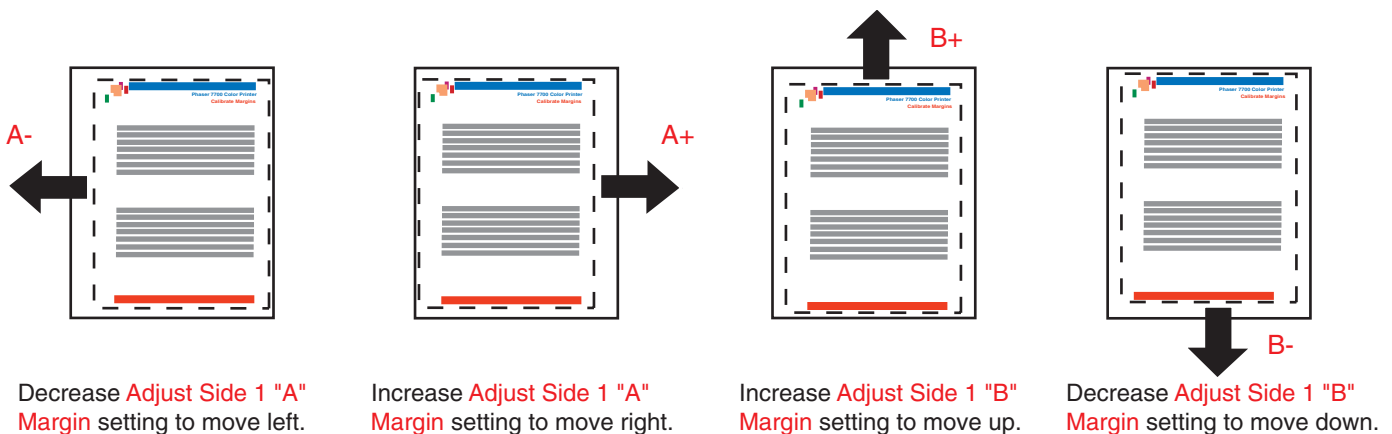 B+
Phaser 7700 Color Printer
Calibrate Margins
Phaser 7700 Color Printer
Calibrate Margins
Phaser 7700 Color Printer
Calibrate Margins
Phaser 7700 Color Printer
Calibrate Margins
A-
A+
B-
Decrease Adjust Side 1 "A"
Margin setting to move left.
Increase Adjust Side 1 "A"
Margin setting to move right.
Increase Adjust Side 1 "B"
Margin setting to move up.
Decrease Adjust Side 1 "B"
Margin setting to move down.